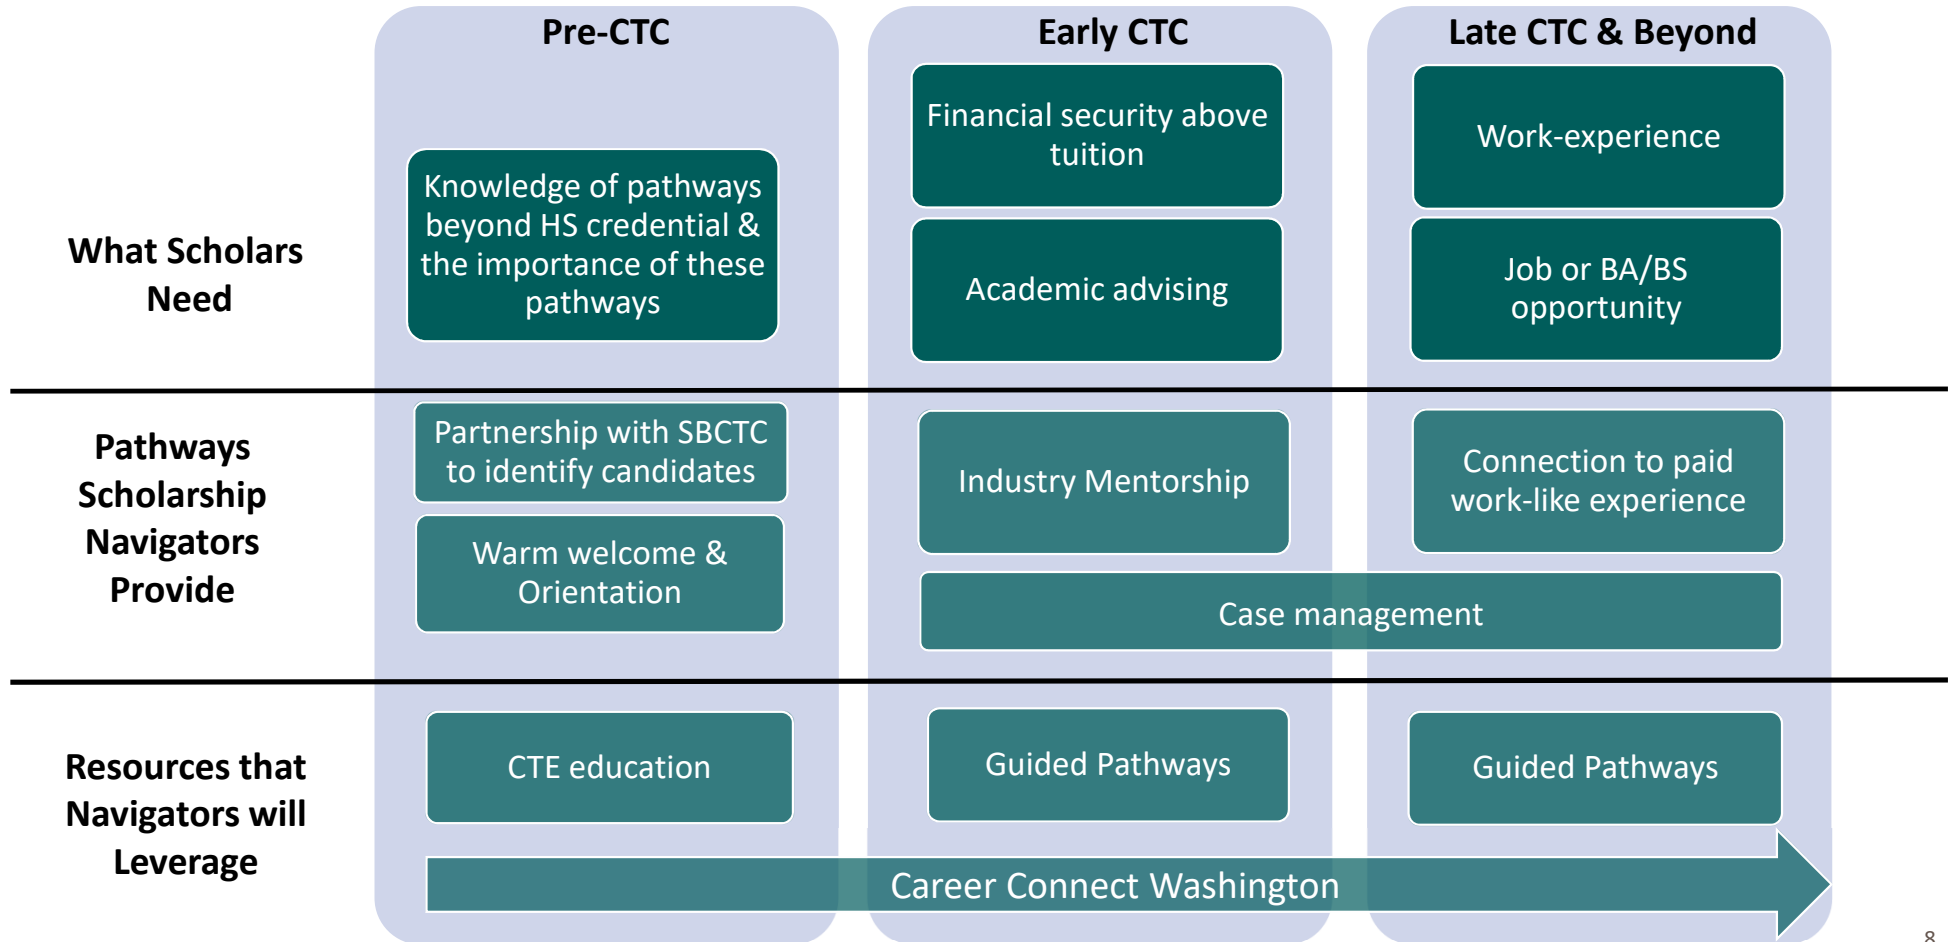 Pre-CTC
Early CTC
Late CTC & Beyond
What Scholars
Need
Knowledge of pathways
beyond HS credential &
the importance of these
pathways
Financial security above
tuition
Academic advising
Work-experience
Job or BA/BS
opportunity
Pathways
Scholarship
Navigators
Provide
Partnership with SBCTC
to identify candidates
Warm welcome &
Orientation
Industry Mentorship
Connection to paid
work-like experience
Case management
Resources that
Navigators will
Leverage
CTE education
Guided Pathways
Guided Pathways
Career Connect Washington
8